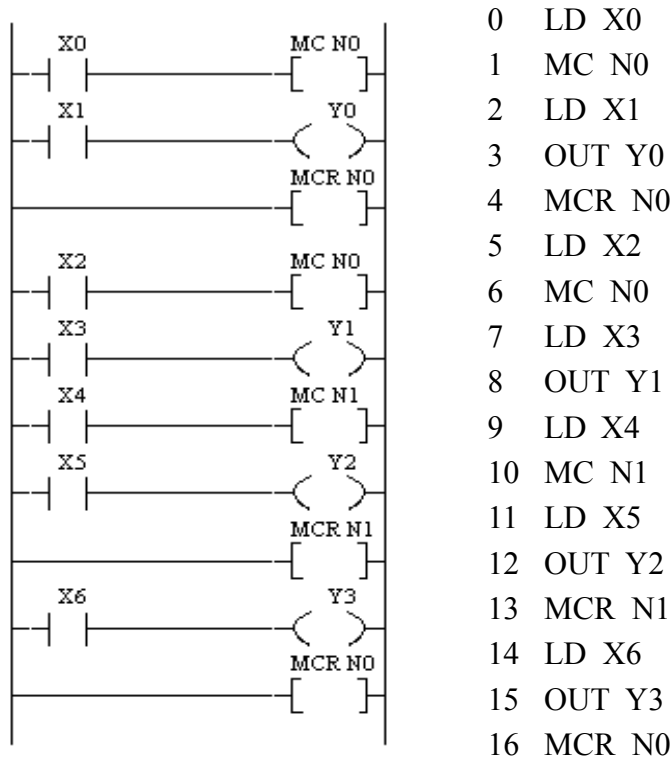 X0 MC N0
X1 Y0
MCR N0
X2 MC N0
X3 Y1
X4 MC N1
X5 Y2
MCR N1
X6 Y3
MCR N0
0 LD X0
1 MC N0
2 LD X1
3 OUT Y0
4 MCR N0
5 LD X2
6 MC N0
7 LD X3
8 OUT Y1
9 LD X4
10 MC N1
11 LD X5
12 OUT Y2
13 MCR N1
14 LD X6
15 OUT Y3
16 MCR N0